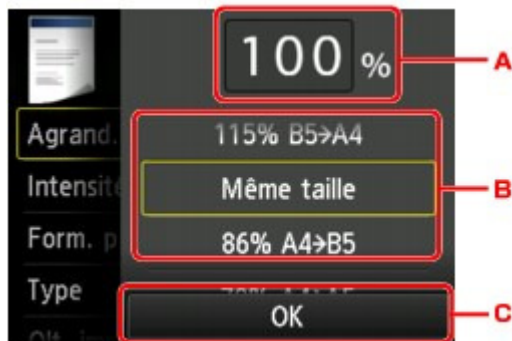 100 %
A
Agrand.
115% B5→A4
Intensité
Même taille
B
Form. p
86% A4→B5
Type
OK
C